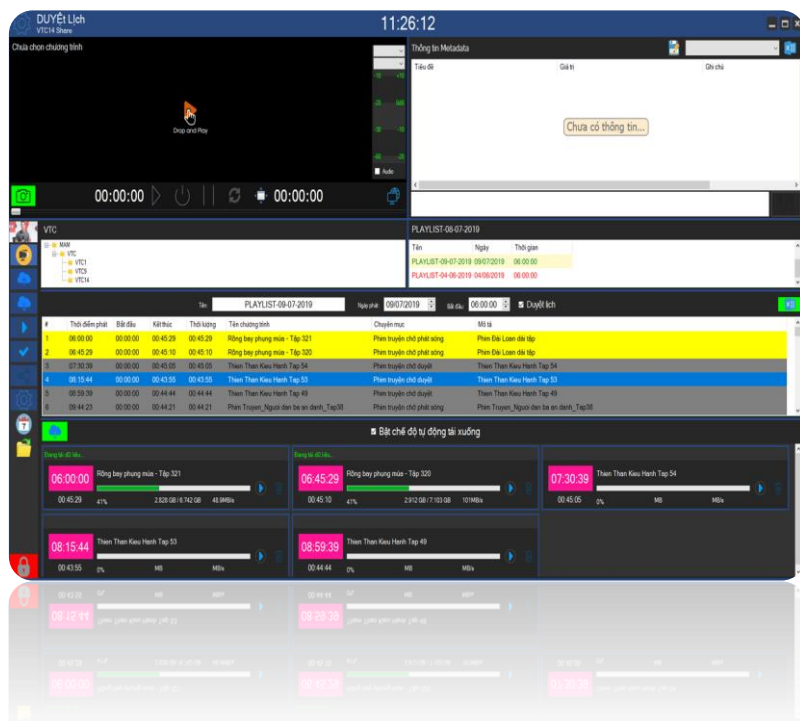 DUYỆT LỊCH
VTC14 Share
11:26:12
Chưa chọn chương trình
Drop and Play
Audio
00:00:00
00:00:00
Thông tin Metadata
Tiêu đề Giá trị Ghi chú
Chưa có thông tin...
VTC
MAM
VTC
VTC1
VTC9
VTC14
PLAYLIST-08-07-2019
Tên Ngày Thời gian
PLAYLIST-09-07-2019 09/07/2019 06:00:00
PLAYLIST-04-06-2019 04/06/2019 06:00:00
Tên: PLAYLIST-09-07-2019 Ngày phát: 09/07/2019 Bắt đầu: 06:00:00 Duyệt lịch
# Thời điểm phát Bắt đầu Kết thúc Thời lượng Tên chương trình Chuyên mục Mô tả
1 06:00:00 00:00:00 00:45:29 00:45:29 Rồng bay phụng múa - Tập 321 Phim truyện chờ phát sóng Phim Đài Loan dài tập
2 06:45:29 00:00:00 00:45:10 00:45:10 Rồng bay phụng múa - Tập 320 Phim truyện chờ phát sóng Phim Đài Loan dài tập
3 07:30:39 00:00:00 00:45:05 00:45:05 Thien Than Kieu Hanh Tap 54 Phim truyện chờ duyệt Thien Than Kieu Hanh Tap 54
4 08:15:44 00:00:00 00:43:55 00:43:55 Thien Than Kieu Hanh Tap 53 Phim truyện chờ duyệt Thien Than Kieu Hanh Tap 53
5 08:59:39 00:00:00 00:44:44 00:44:44 Thien Than Kieu Hanh Tap 49 Phim truyện chờ duyệt Thien Than Kieu Hanh Tap 49
6 09:44:23 00:00:00 00:44:21 00:44:21 Phim Truyen_Nguoi dan ba an danh_Tap38 Phim truyện chờ phát sóng Phim Truyen_Nguoi dan ba an danh_Tap38
Bật chế độ tự động tải xuống
Đang tải dữ liệu...
06:00:00 Rồng bay phụng múa - Tập 321
00:45:29 41% 2.828 GB / 6.742 GB 48.9MB/s
Đang tải dữ liệu...
06:45:29 Rồng bay phụng múa - Tập 320
00:45:10 41% 2.912 GB / 7.103 GB 101MB/s
07:30:39 Thien Than Kieu Hanh Tap 54
00:45:05 0% MB MB/s
08:15:44 Thien Than Kieu Hanh Tap 53
00:43:55 0% MB MB/s
08:59:39 Thien Than Kieu Hanh Tap 49
00:44:44 0% MB MB/s